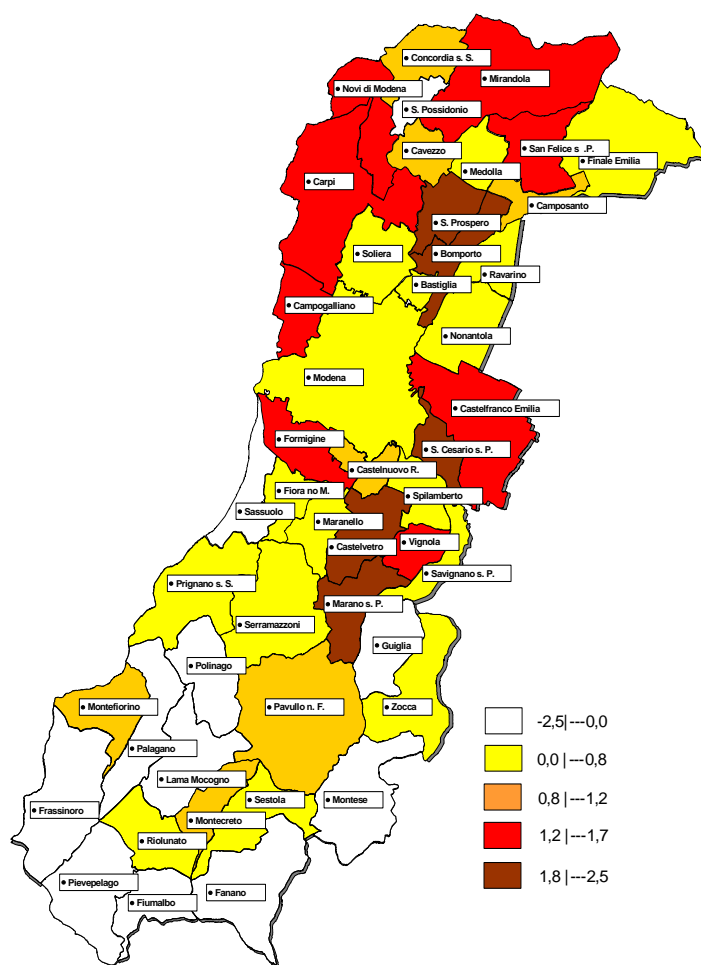 Concordia s. S.
Mirandola
Novi di Modena
S. Possidonio
Cavezzo
San Felice s .P.
Finale Emilia
Medolla
Carpi
Camposanto
S. Prospero
Soliera
Bomporto
Ravarino
Bastiglia
Campogalliano
Nonantola
Modena
Castelfranco Emilia
Formigine
S. Cesario s. P.
Castelnuovo R.
Fiora no M.
Spilamberto
Sassuolo
Maranello
Castelvetro
Vignola
Savignano s. P.
Prignano s. S.
Marano s. P.
Serramazzoni
Guiglia
Polinago
Montefiorino
Pavullo n. F.
Zocca
Palagano
Lama Mocogno
Frassinoro
Sestola
Montese
Montecreto
Riolunato
Pievepelago
Fanano
Fiumalbo
-2,5|---0,0
0,0|---0,8
0,8|---1,2
1,2|---1,7
1,8|---2,5